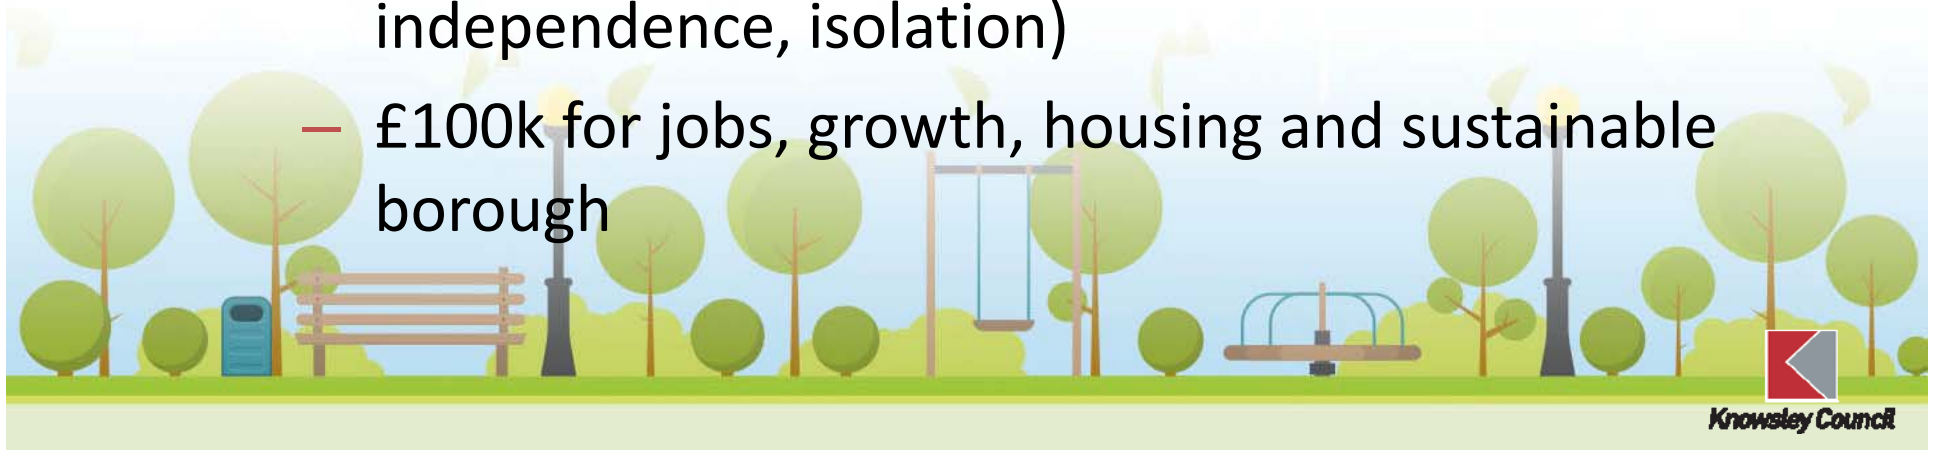 independence, isolation)
– £100k for jobs, growth, housing and sustainable
borough
Knowsley Council